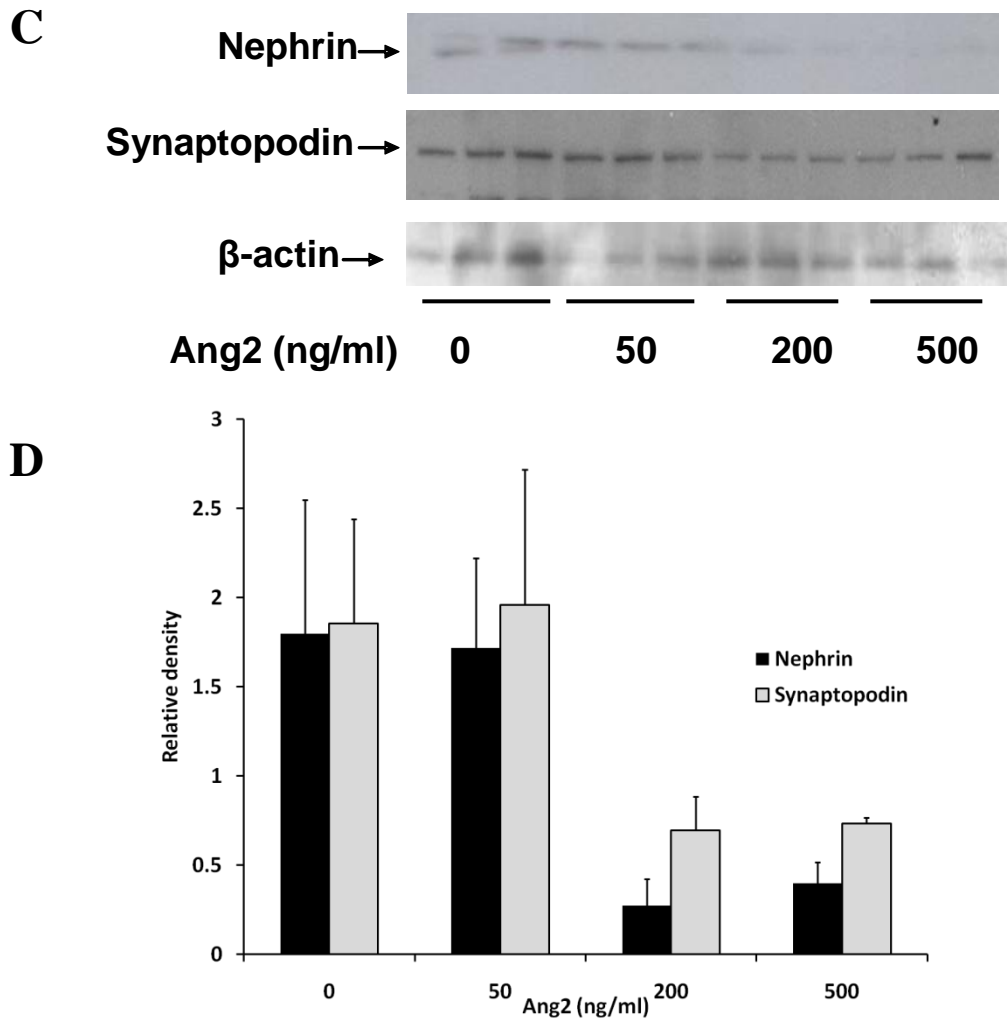 C
Nephrin
Synaptopodin
β-actin
Ang2 (ng/ml) 0 50 200 500
D
3
2.5
2
1.5
1
0.5
0
Relative density
Nephrin
Synaptopodin
0 50 200 500
Ang2 (ng/ml)